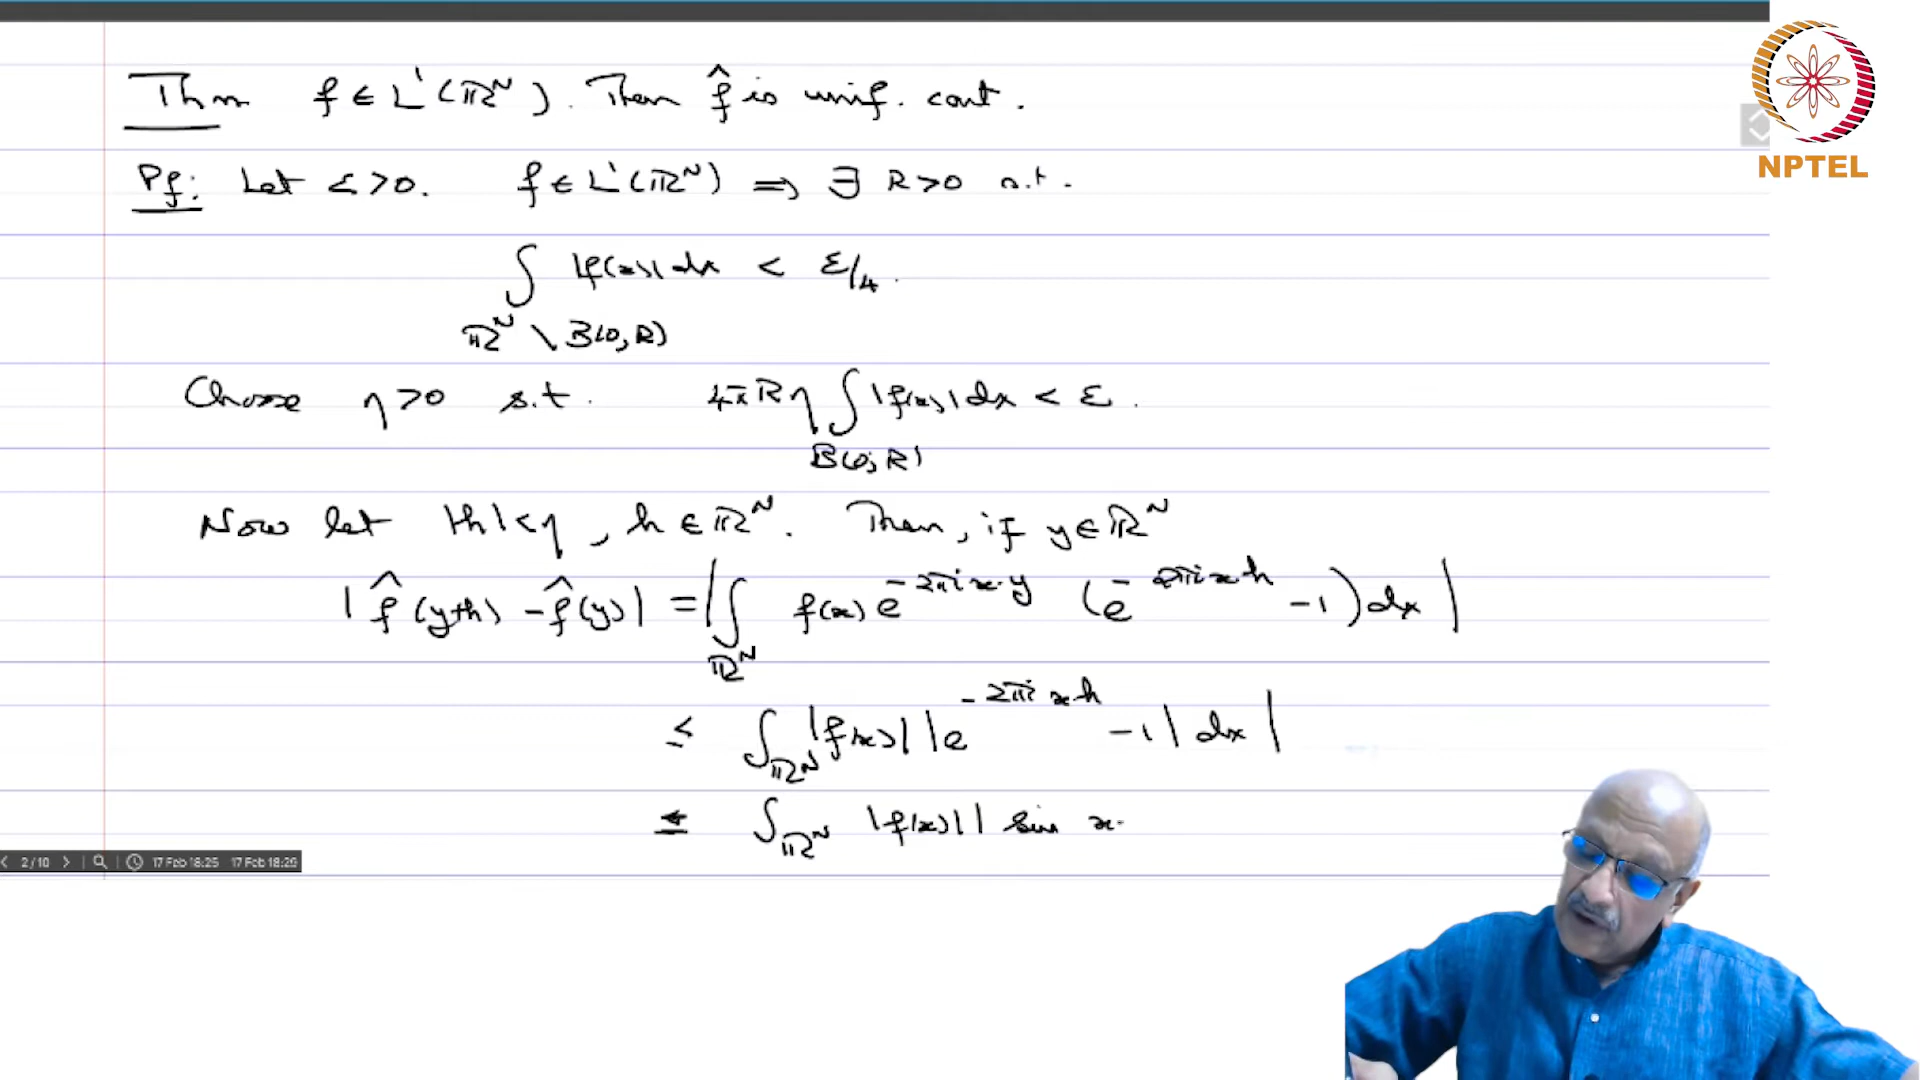 Thm f ∈ L¹(ℝᴺ). Then f̂ is unif. cont.
NPTEL
Pf: Let ε>0. f ∈ L¹(ℝᴺ) ⇒ ∃ R>0 s.t.
∫ |f(x)| dx < ε/4.
ℝᴺ \ B(0,R)
Choose η>0 s.t. 4πRη ∫ |f(x)| dx < ε.
B(0,R)
Now let |h|<η, h ∈ ℝᴺ. Then, if y ∈ ℝᴺ
|f̂(y+h) - f̂(y)| = |∫ f(x) e^{-2πix·y} (e^{-2πix·h} - 1) dx|
ℝᴺ
≤ ∫_{ℝᴺ} |f(x)| |e^{-2πi x·h} - 1| dx|
≤ ∫_{ℝᴺ} |f(x)| | sin x·
2/10 17 Feb 18:25 17 Feb 18:26